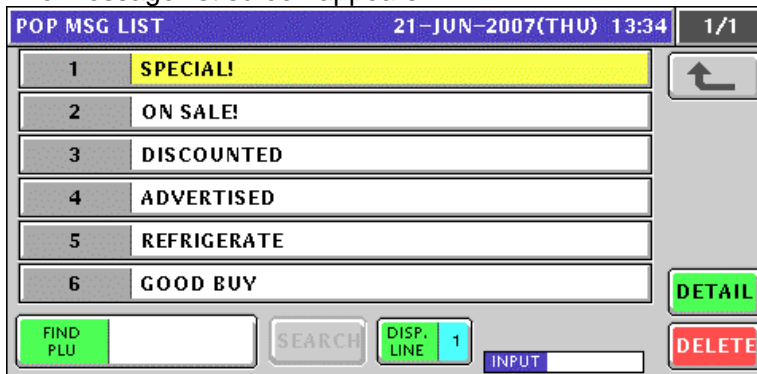 POP MSG LIST 21-JUN-2007(THU) 13:34 1/1
1 SPECIAL!
2 ON SALE!
3 DISCOUNTED
4 ADVERTISED
5 REFRIGERATE
6 GOOD BUY
DETAIL
FIND PLU SEARCH DISP. LINE 1 INPUT DELETE